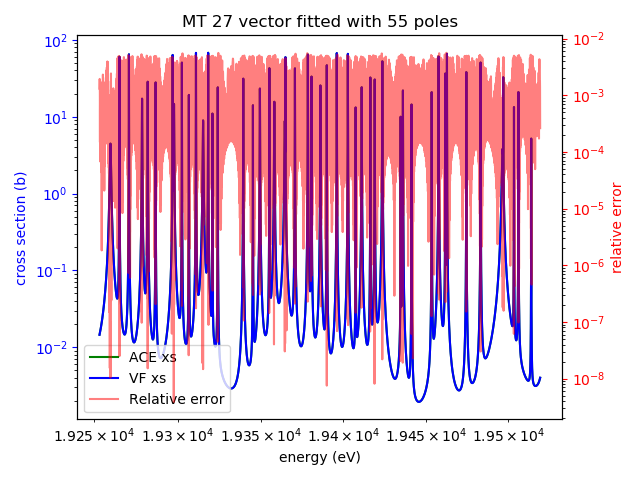 MT 27 vector fitted with 55 poles
10²
10¹
10⁰
10⁻¹
10⁻²
cross section (b)
10⁻²
10⁻³
10⁻⁴
10⁻⁵
10⁻⁶
10⁻⁷
10⁻⁸
relative error
ACE xs
VF xs
Relative error
1.925 × 10⁴ 1.93 × 10⁴ 1.935 × 10⁴ 1.94 × 10⁴ 1.945 × 10⁴ 1.95 × 10⁴
energy (eV)